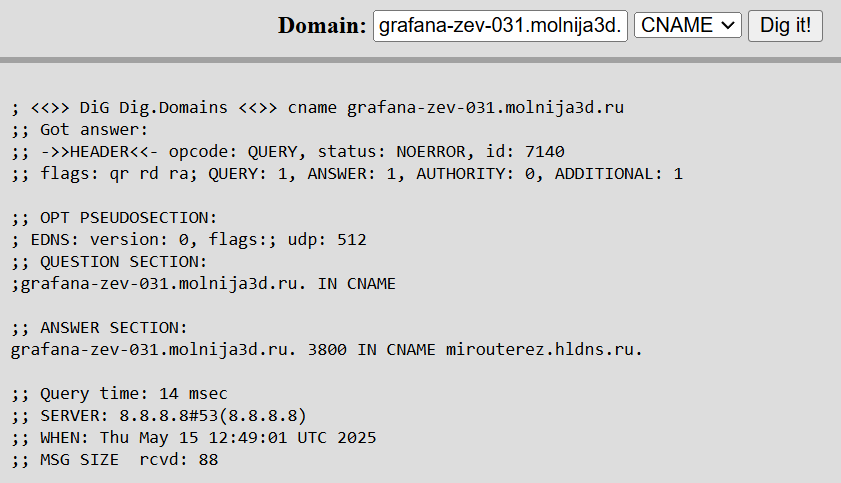 Domain: grafana-zev-031.molnija3d. CNAME Dig it!
; <<>> DiG Dig.Domains <<>> cname grafana-zev-031.molnija3d.ru
;; Got answer:
;; ->>HEADER<<- opcode: QUERY, status: NOERROR, id: 7140
;; flags: qr rd ra; QUERY: 1, ANSWER: 1, AUTHORITY: 0, ADDITIONAL: 1
;; OPT PSEUDOSECTION:
; EDNS: version: 0, flags:; udp: 512
;; QUESTION SECTION:
;grafana-zev-031.molnija3d.ru. IN CNAME
;; ANSWER SECTION:
grafana-zev-031.molnija3d.ru. 3800 IN CNAME mirouterez.hldns.ru.
;; Query time: 14 msec
;; SERVER: 8.8.8.8#53(8.8.8.8)
;; WHEN: Thu May 15 12:49:01 UTC 2025
;; MSG SIZE  rcvd: 88